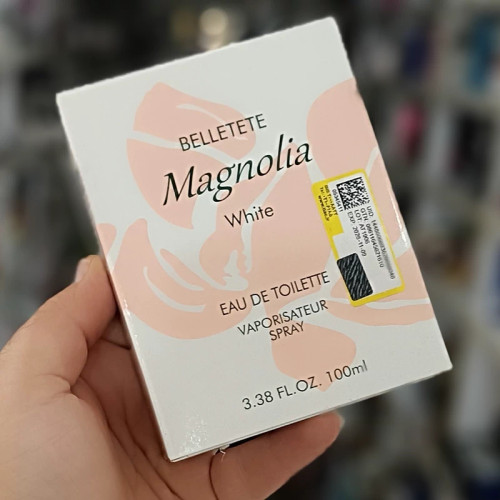 BELLETETE
Magnolia
White
EAU DE TOILETTE
VAPORISATEUR
SPRAY
3.38 FL.OZ. 100ml